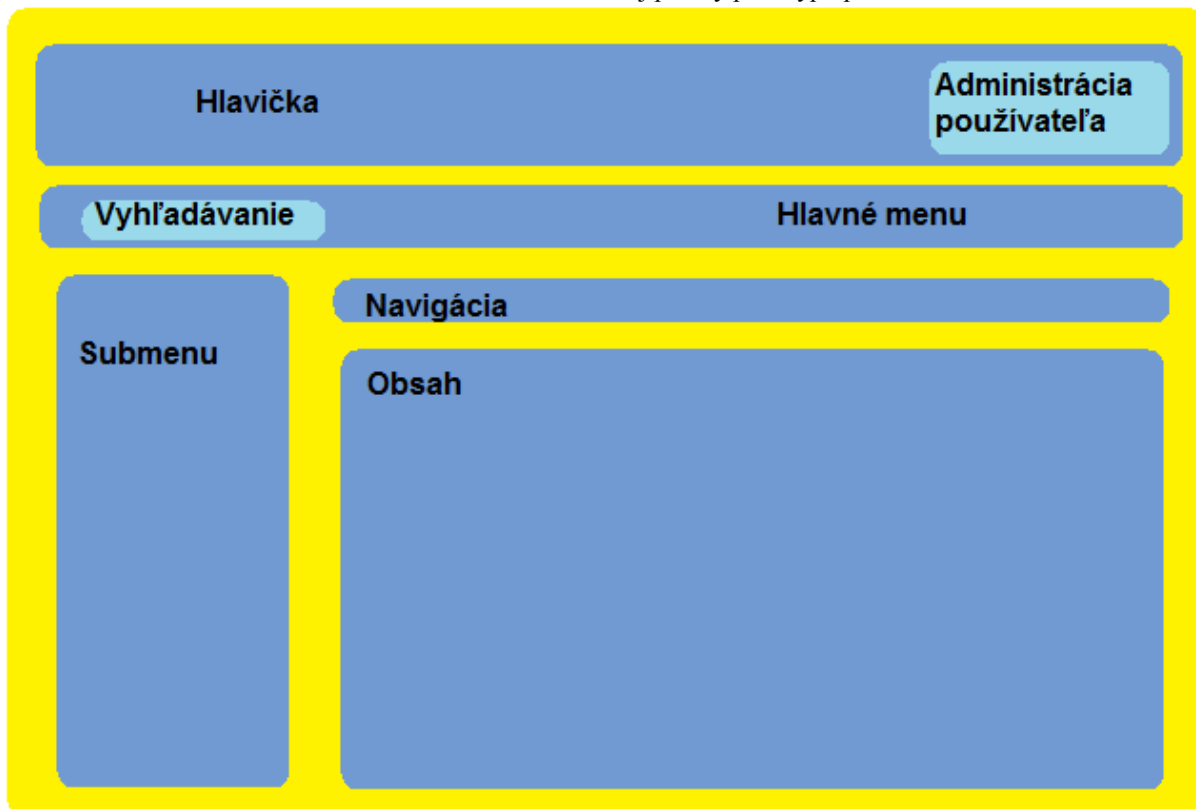 Hlavička
Administrácia
používateľa
Vyhľadávanie
Hlavné menu
Navigácia
Submenu
Obsah